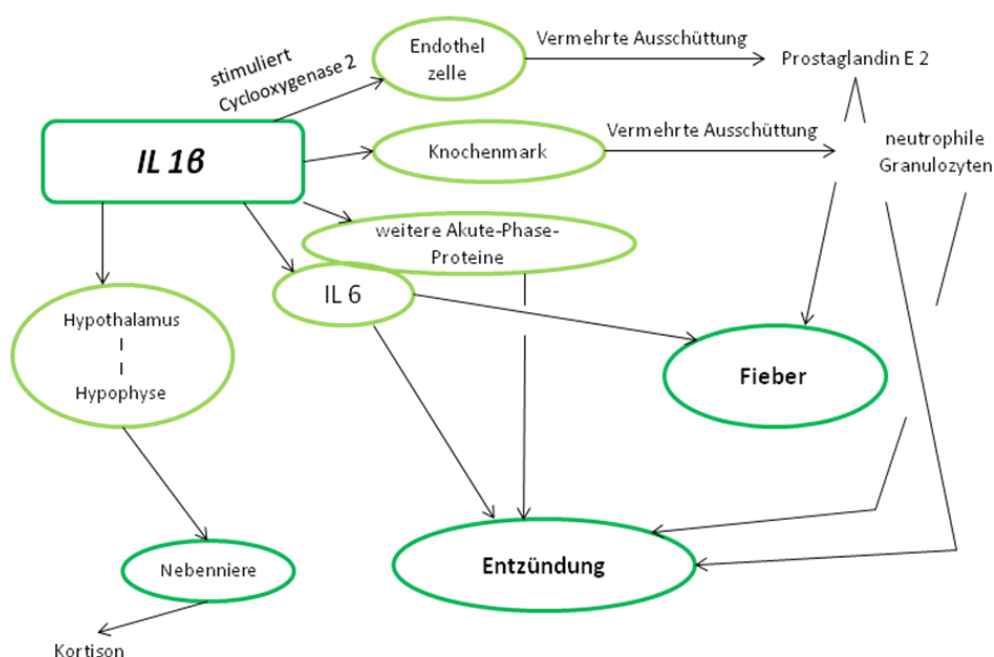 Endothel
zelle
Vermehrte Ausschüttung
Prostaglandin E 2
stimuliert
Cyclooxygenase 2
IL 1β
Knochenmark
Vermehrte Ausschüttung
neutrophile
Granulozyten
weitere Akute-Phase-
Proteine
IL 6
Hypothalamus
Hypophyse
Fieber
Entzündung
Nebenniere
Kortison